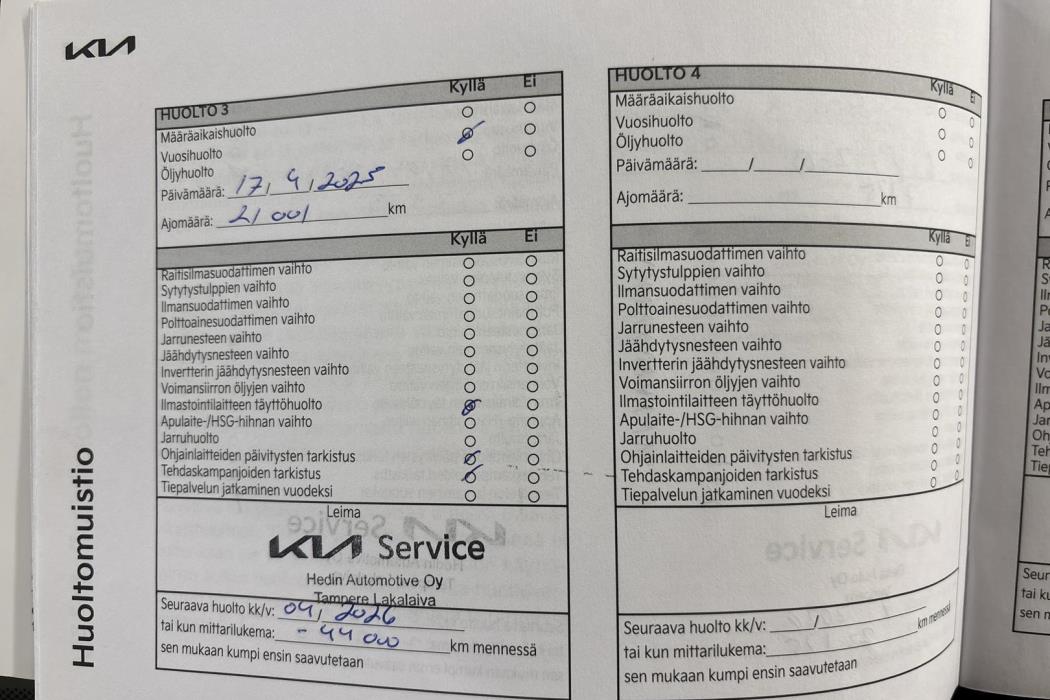 KIA
Huoltomuistio
HUOLTO 3 Kyllä Ei
Määräaikaishuolto
Vuosihuolto
Öljyhuolto
Päivämäärä: 17, 4, 2025
Ajomäärä: 21 001 km
Kyllä Ei
Raitisilmasuodattimen vaihto
Sytytystulppien vaihto
Ilmansuodattimen vaihto
Polttoainesuodattimen vaihto
Jarrunesteen vaihto
Jäähdytysnesteen vaihto
Invertterin jäähdytysnesteen vaihto
Voimansiirron öljyjen vaihto
Ilmastointilaitteen täyttöhuolto
Apulaite-/HSG-hihnan vaihto
Jarruhuolto
Ohjainlaitteiden päivitysten tarkistus
Tehdaskampanjoiden tarkistus
Tiepalvelun jatkaminen vuodeksi
Leima
KIA Service
Hedin Automotive Oy
Tampere Lakalaiva
Seuraava huolto kk/v: 04, 2026
tai kun mittarilukema: - 44 000 km mennessä
sen mukaan kumpi ensin saavutetaan
HUOLTO 4 Kyllä Ei
Määräaikaishuolto
Vuosihuolto
Öljyhuolto
Päivämäärä: / /
Ajomäärä: km
Kyllä Ei
Raitisilmasuodattimen vaihto
Sytytystulppien vaihto
Ilmansuodattimen vaihto
Polttoainesuodattimen vaihto
Jarrunesteen vaihto
Jäähdytysnesteen vaihto
Invertterin jäähdytysnesteen vaihto
Voimansiirron öljyjen vaihto
Ilmastointilaitteen täyttöhuolto
Apulaite-/HSG-hihnan vaihto
Jarruhuolto
Ohjainlaitteiden päivitysten tarkistus
Tehdaskampanjoiden tarkistus
Tiepalvelun jatkaminen vuodeksi
Leima
Seuraava huolto kk/v: /
tai kun mittarilukema: km mennessä
sen mukaan kumpi ensin saavutetaan